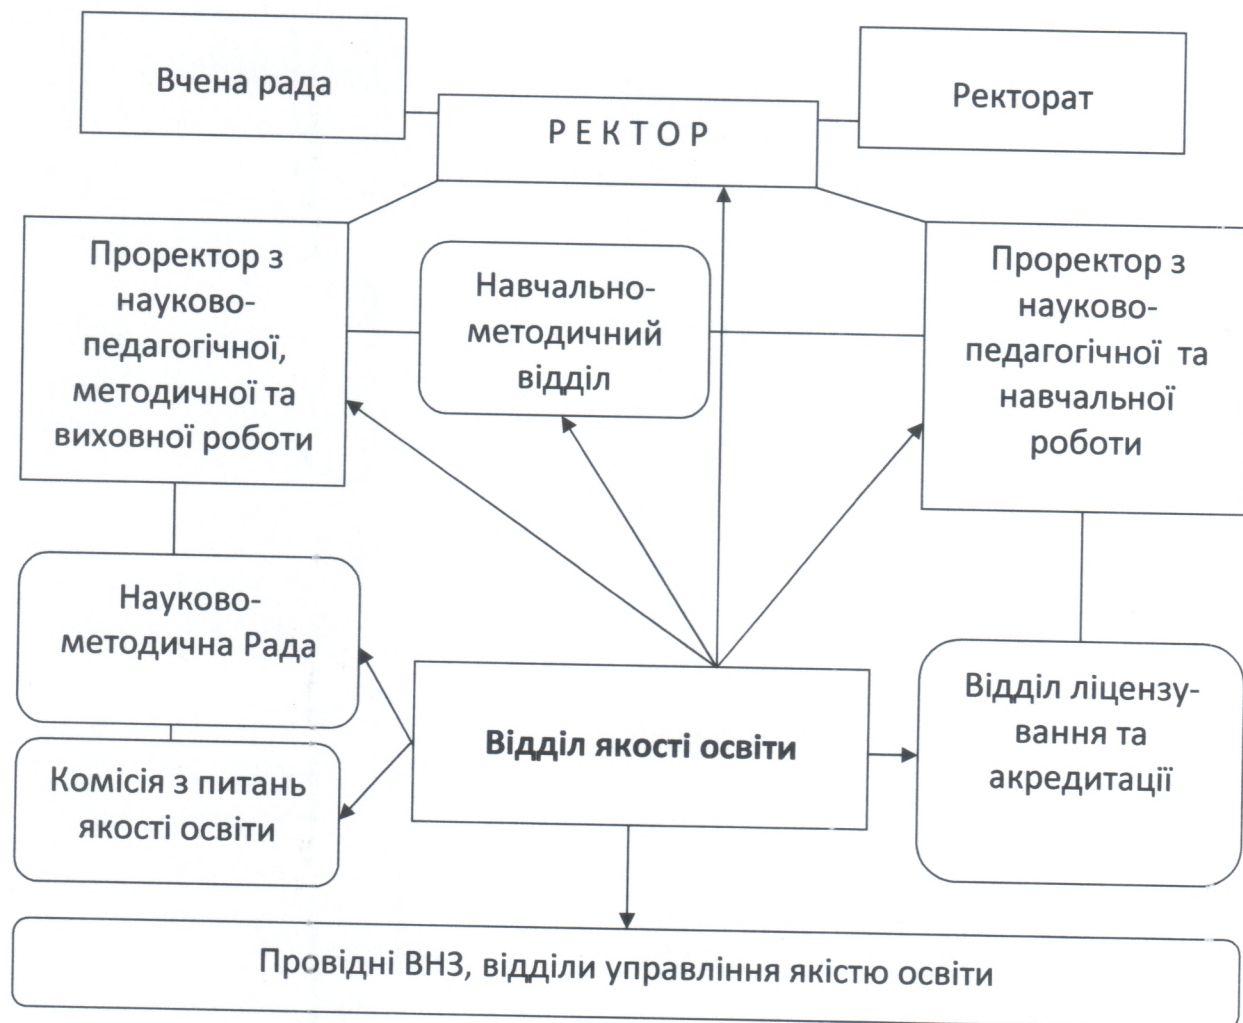 Вчена рада
Ректорат
Р Е К Т О Р
Проректор з
науково-
педагогічної,
методичної та
виховної роботи
Навчально-
методичний
відділ
Проректор з
науково-
педагогічної та
навчальної
роботи
Науково-
методична Рада
Відділ якості освіти
Відділ ліцензу-
вання та
акредитації
Комісія з питань
якості освіти
Провідні ВНЗ, відділи управління якістю освіти